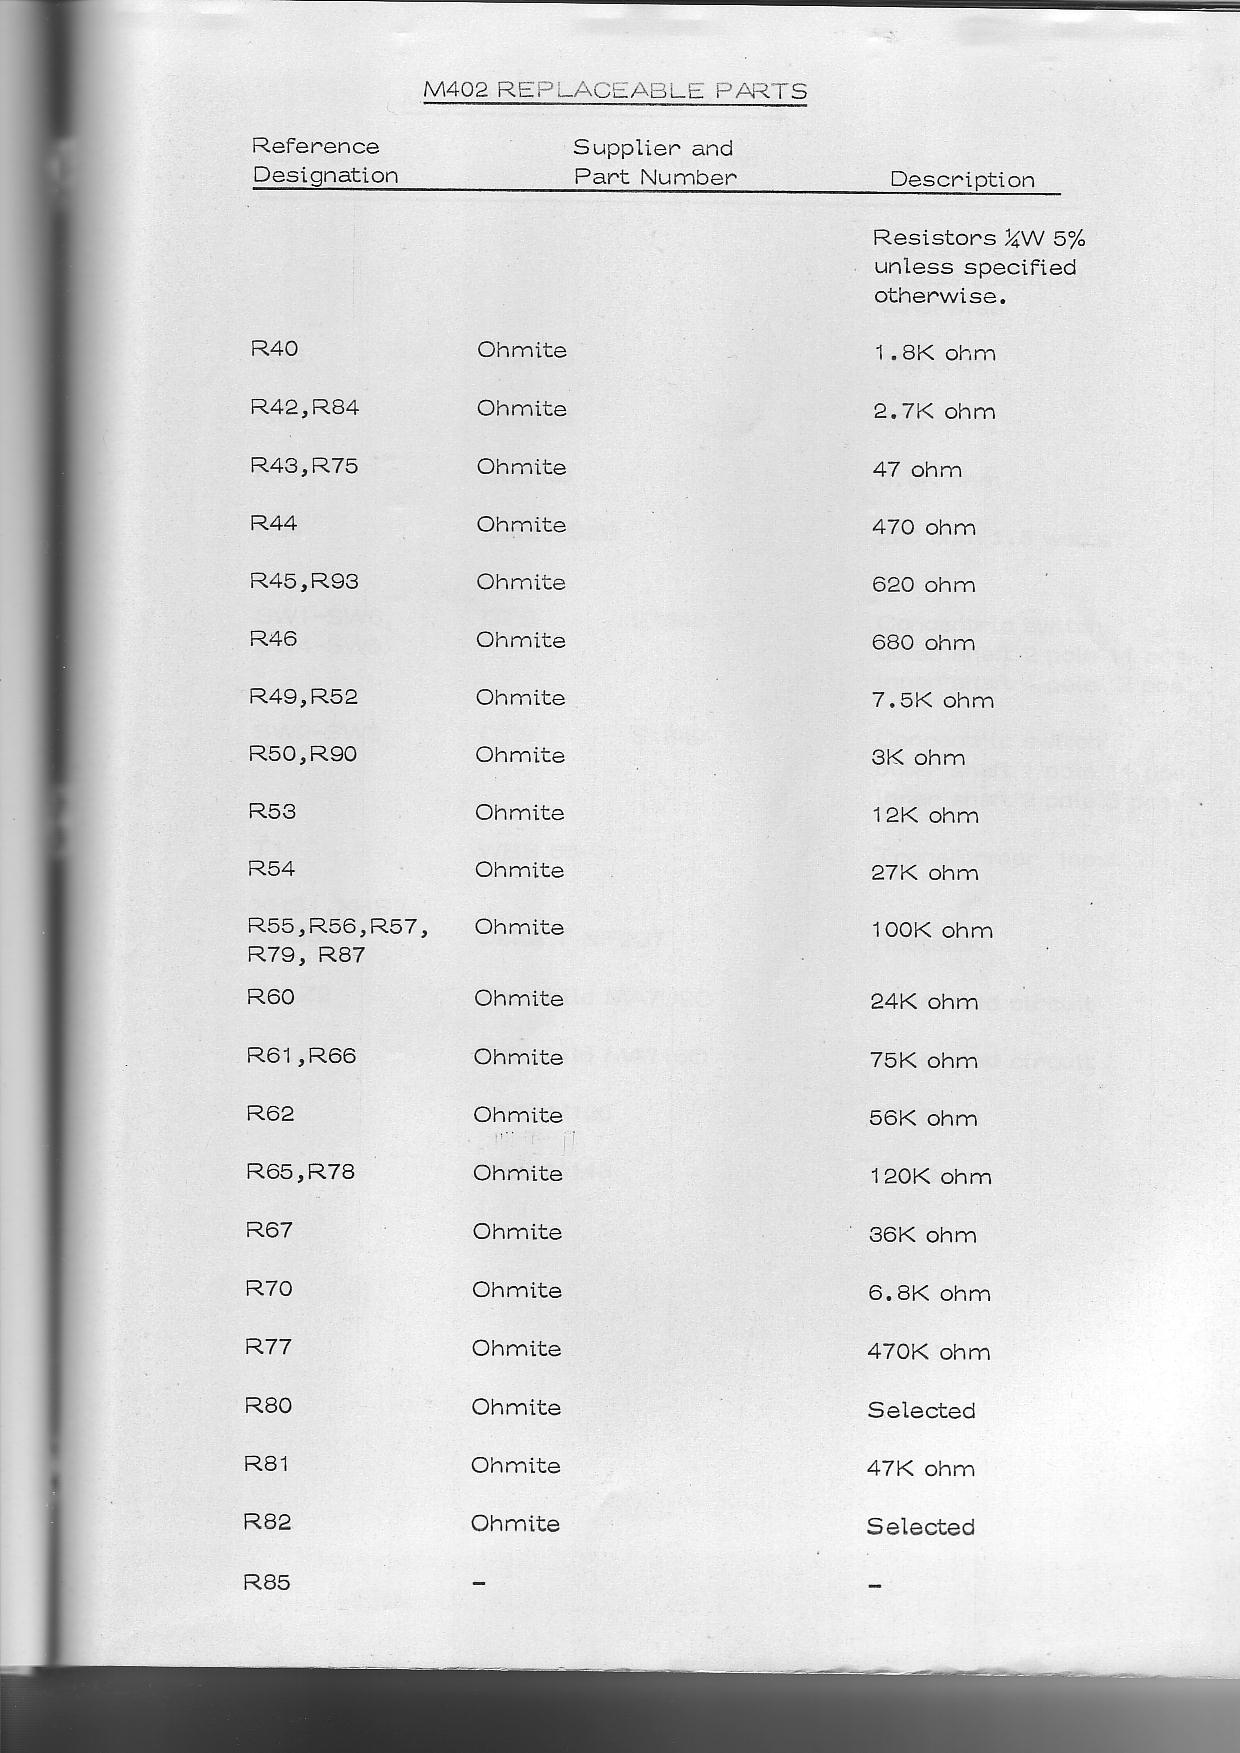 M402 REPLACEABLE PARTS
Reference Designation
Supplier and Part Number
Description
Resistors ¼W 5%
unless specified
otherwise.
R40 Ohmite 1.8K ohm
R42,R84 Ohmite 2.7K ohm
R43,R75 Ohmite 47 ohm
R44 Ohmite 470 ohm
R45,R93 Ohmite 620 ohm
R46 Ohmite 680 ohm
R49,R52 Ohmite 7.5K ohm
R50,R90 Ohmite 3K ohm
R53 Ohmite 12K ohm
R54 Ohmite 27K ohm
R55,R56,R57, Ohmite 100K ohm
R79, R87
R60 Ohmite 24K ohm
R61,R66 Ohmite 75K ohm
R62 Ohmite 56K ohm
R65,R78 Ohmite 120K ohm
R67 Ohmite 36K ohm
R70 Ohmite 6.8K ohm
R77 Ohmite 470K ohm
R80 Ohmite Selected
R81 Ohmite 47K ohm
R82 Ohmite Selected
R85 - -